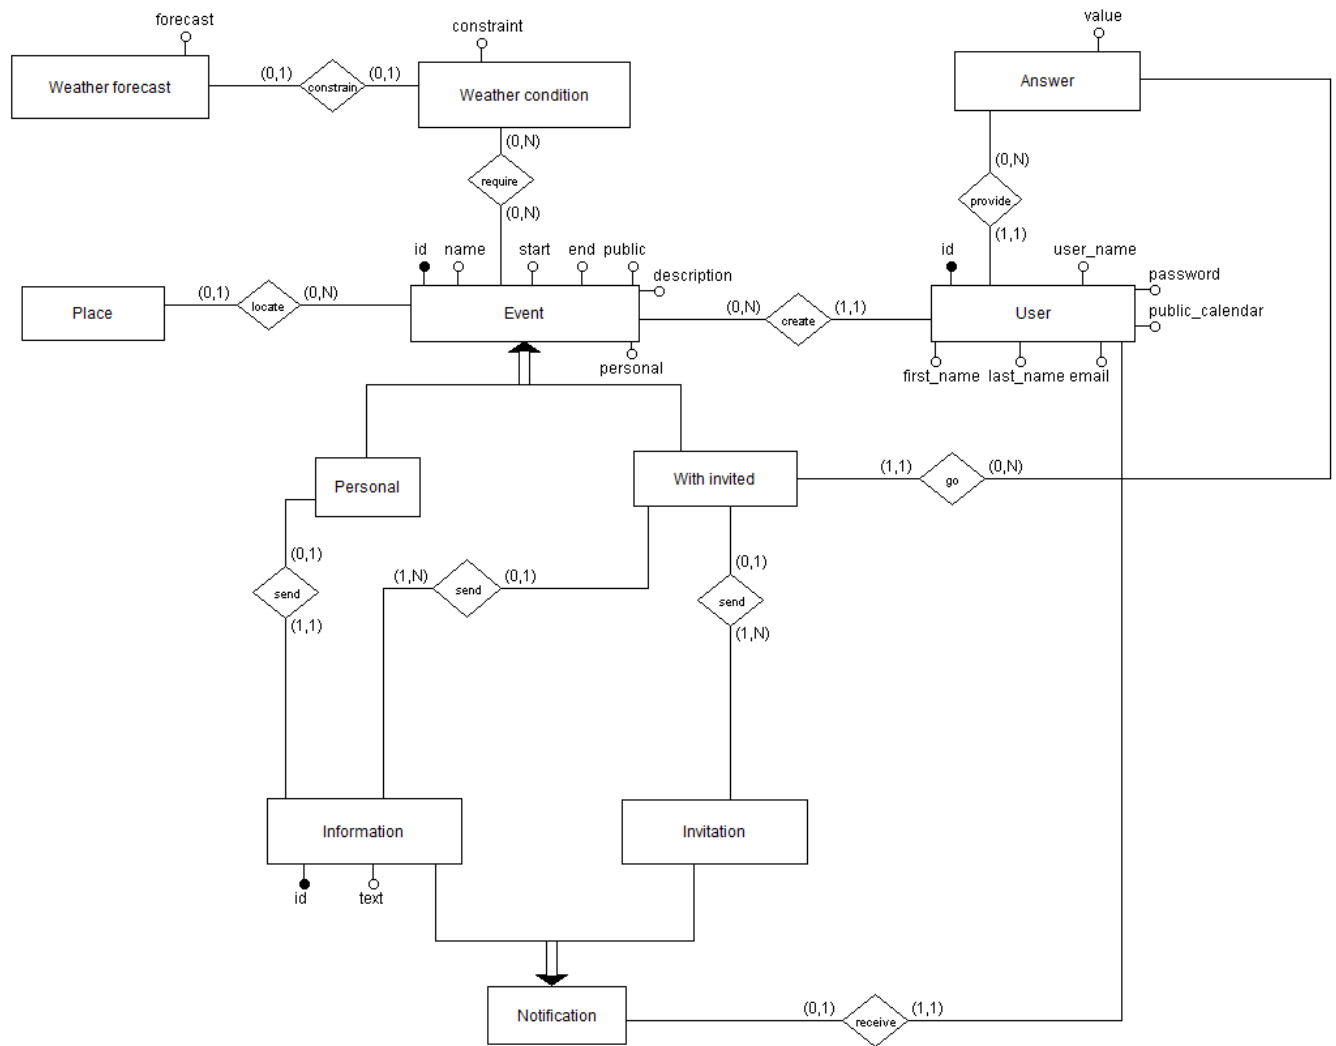 forecast
constraint
value
Weather forecast
(0,1)
constrain
(0,1)
Weather condition
Answer
(0,N)
require
(0,N)
(0,N)
provide
(1,1)
id
name
start
end
public
description
id
user_name
password
public_calendar
Place
(0,1)
locate
(0,N)
Event
(0,N)
create
(1,1)
User
personal
first_name
last_name
email
Personal
With invited
(1,1)
go
(0,N)
(0,1)
send
(1,1)
(1,N)
send
(0,1)
(0,1)
send
(1,N)
Information
Invitation
id
text
Notification
(0,1)
receive
(1,1)